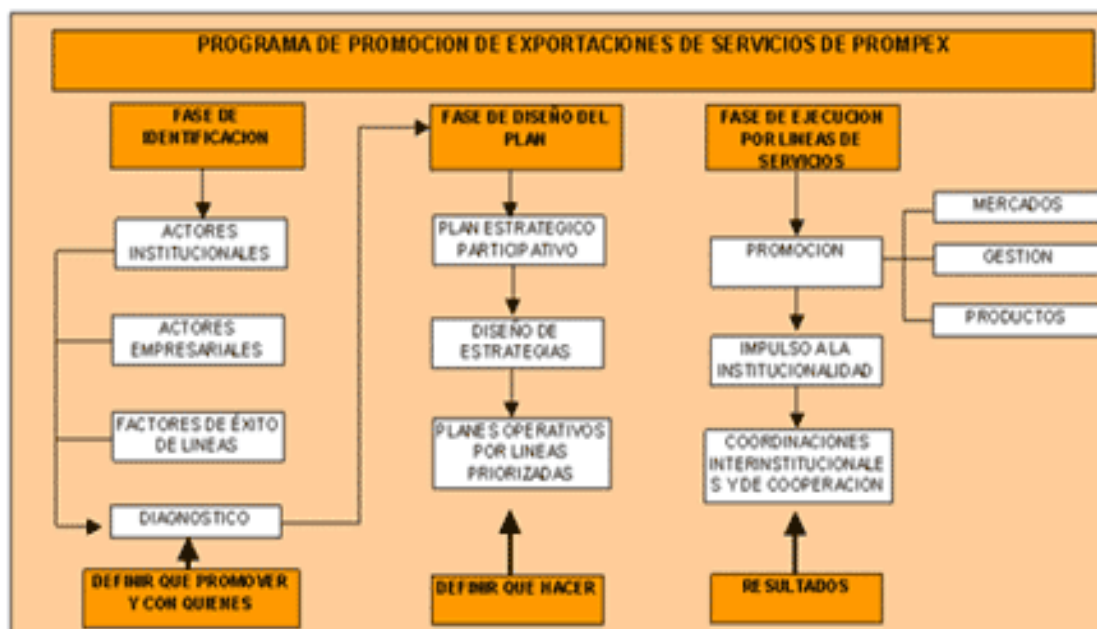 PROGRAMA DE PROMOCION DE EXPORTACIONES DE SERVICIOS DE PROMPEX
FASE DE
IDENTIFICACION
ACTORES
INSTITUCIONALES
ACTORES
EMPRESARIALES
FACTORES DE ÉXITO
DE LINEAS
DIAGNOSTICO
DEFINIR QUE PROMOVER
Y CON QUIENES
FASE DE DISEÑO DEL
PLAN
PLAN ESTRATEGICO
PARTICIPATIVO
DISEÑO DE
ESTRATEGIAS
PLANES OPERATIVOS
POR LINEAS
PRIORIZADAS
DEFINIR QUE HACER
FASE DE EJECUCION
POR LINEAS DE
SERVICIOS
PROMOCION
MERCADOS
GESTION
PRODUCTOS
IMPULSO A LA
INSTITUCIONALIDAD
COORDINACIONES
INTERINSTITUCIONALE
S Y DE COOPERACION
RESULTADOS